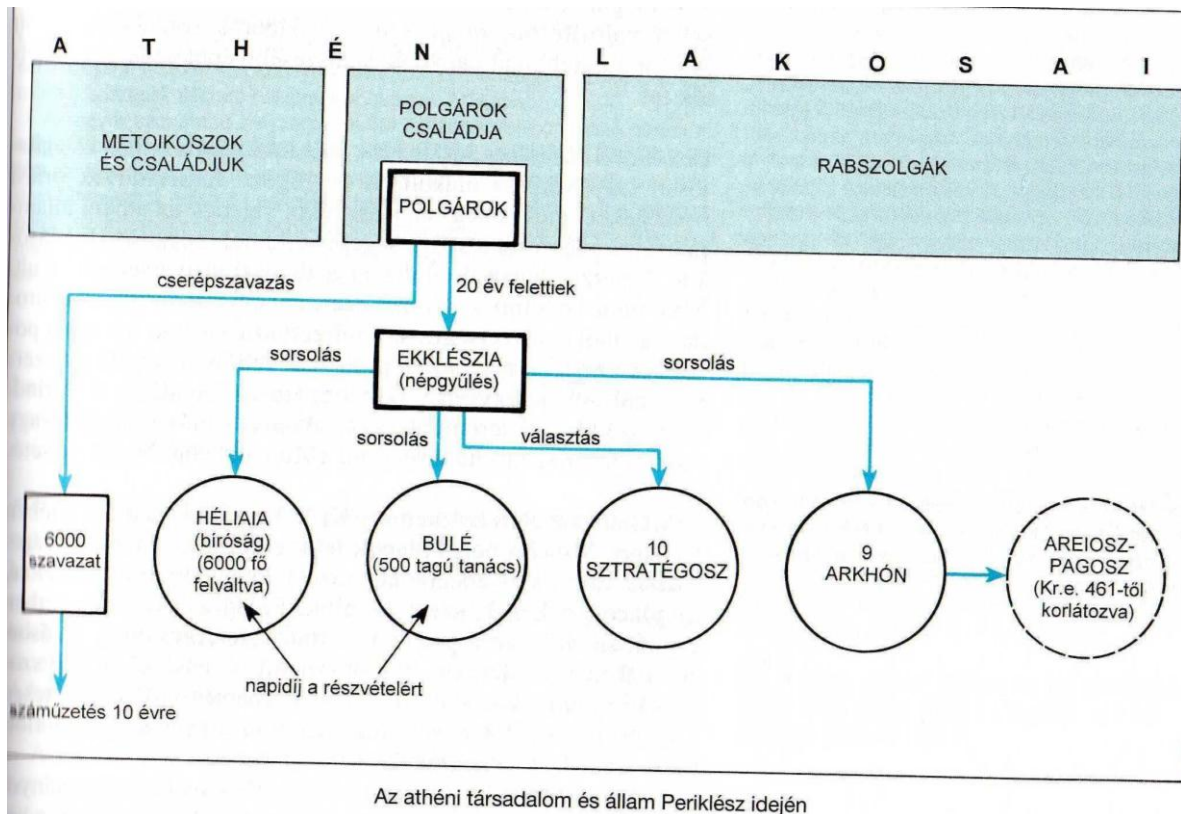 ATHÉN LAKOSAI
METOIKOSZOK
ÉS CSALÁDJUK
POLGÁROK
CSALÁDJA
POLGÁROK
RABSZOLGÁK
cserépszavazás
20 év felettiek
EKKLÉSZIA
(népgyűlés)
sorsolás
sorsolás
sorsolás
választás
6000
szavazat
HÉLIAIA
(bíróság)
(6000 fő
felváltva)
BULÉ
(500 tagú tanács)
10
SZTRATÉGOSZ
9
ARKHÓN
AREIOSZ-
PAGOSZ
(Kr.e. 461-től
korlátozva)
napidíj a részvételért
száműzetés 10 évre
Az athéni társadalom és állam Periklész idején